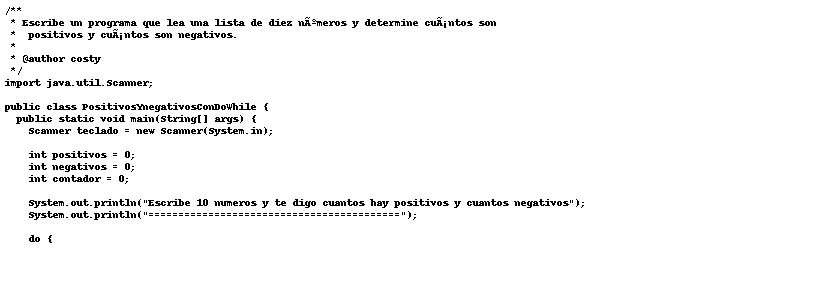 /**
 * Escribe un programa que lea una lista de diez nÃºmeros y determine cuÃ¡ntos son
 *  positivos y cuÃ¡ntos son negativos.
 *
 * @author costy
 */
import java.util.Scanner;
public class PositivosYnegativosConDoWhile {
  public static void main(String[] args) {
    Scanner teclado = new Scanner(System.in);
    int positivos = 0;
    int negativos = 0;
    int contador = 0;
    System.out.println("Escribe 10 numeros y te digo cuantos hay positivos y cuantos negativos");
    System.out.println("==========================================");
    do {